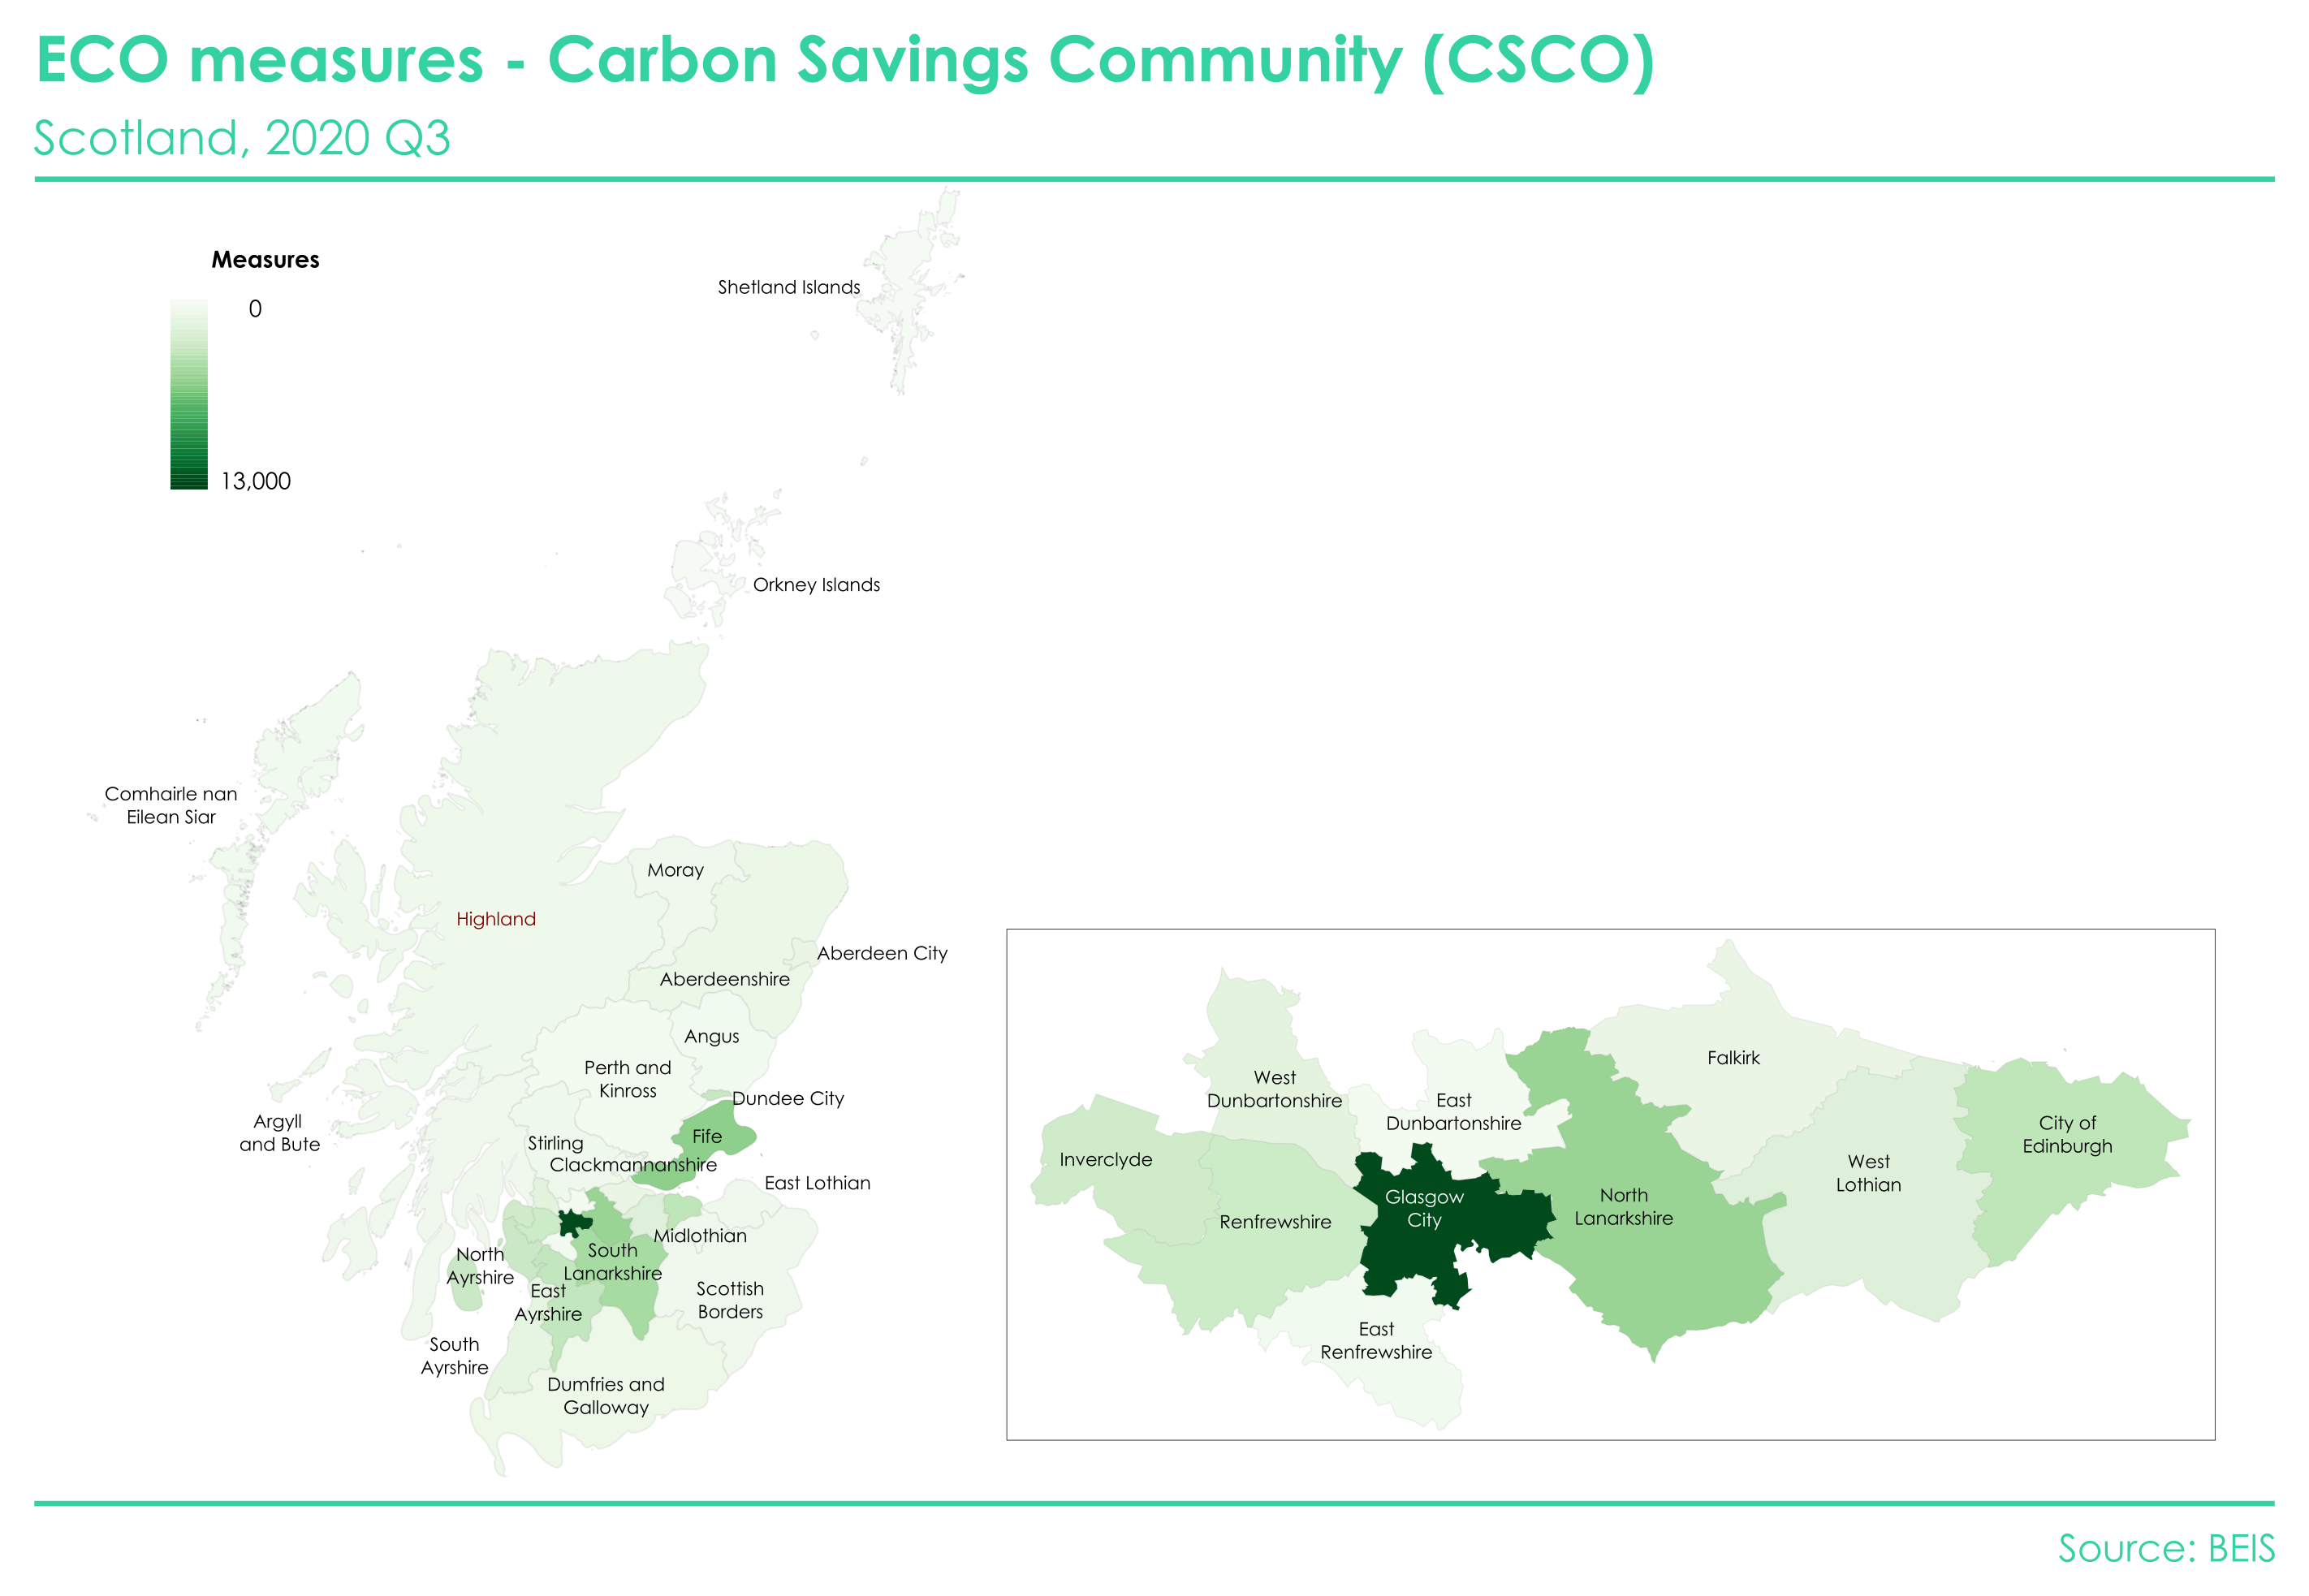 ECO measures - Carbon Savings Community (CSCO)
Scotland, 2020 Q3
Measures
0
13,000
Shetland Islands
Orkney Islands
Comhairle nan
Eilean Siar
Moray
Highland
Aberdeen City
Aberdeenshire
Angus
Perth and
Kinross
Dundee City
Argyll
and Bute
Fife
Stirling
Clackmannanshire
East Lothian
Midlothian
North
Ayrshire
South
Lanarkshire
East
Ayrshire
Scottish
Borders
South
Ayrshire
Dumfries and
Galloway
Falkirk
West
Dunbartonshire
East
Dunbartonshire
City of
Edinburgh
Inverclyde
West
Lothian
Glasgow
City
North
Lanarkshire
Renfrewshire
East
Renfrewshire
Source: BEIS